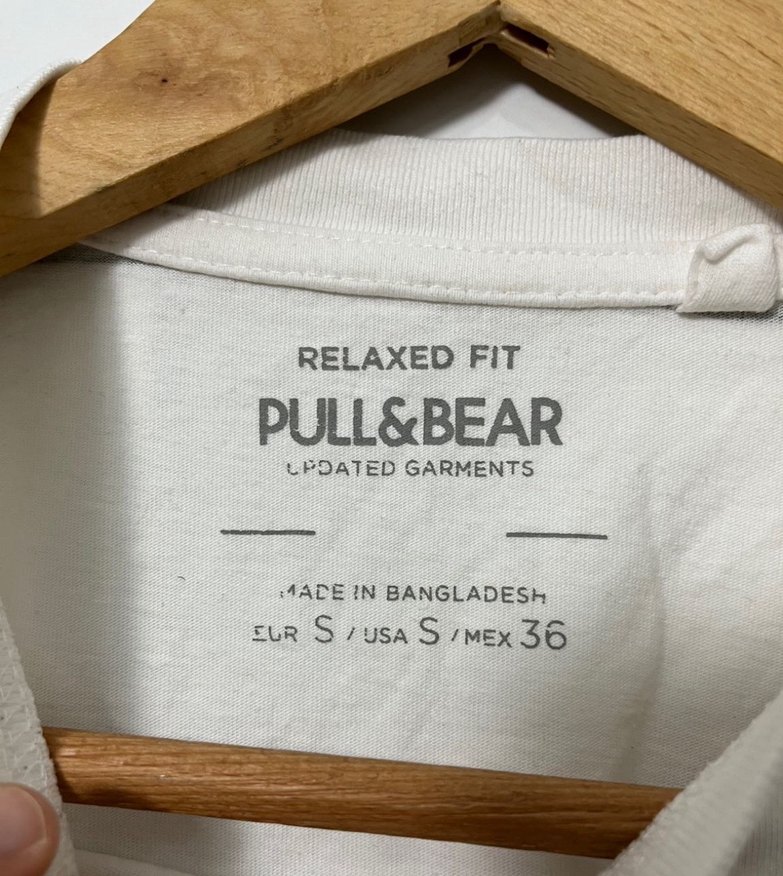 RELAXED FIT
PULL&BEAR
UPDATED GARMENTS
MADE IN BANGLADESH
EUR S / USA S / MEX 36